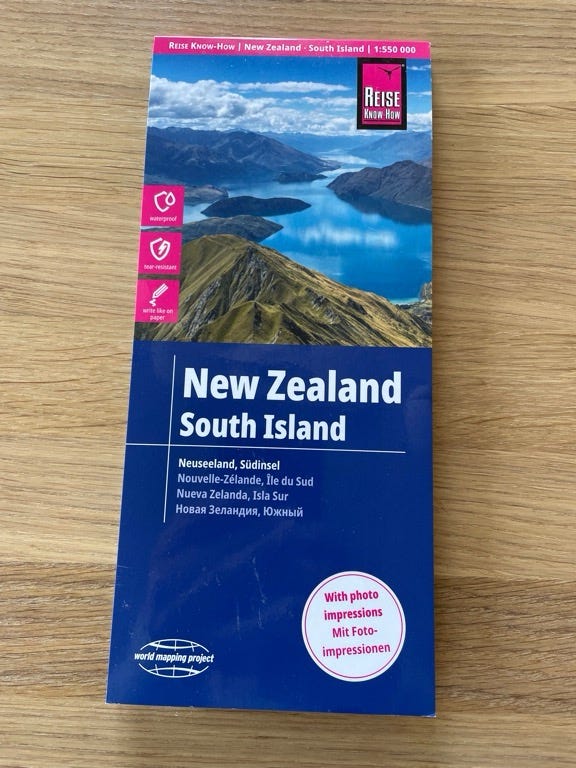 Reise Know-How | New Zealand · South Island | 1:550 000
Reise
Know-How
waterproof
tear-resistant
write like on
paper
New Zealand
South Island
Neuseeland, Südinsel
Nouvelle-Zélande, Île du Sud
Nueva Zelanda, Isla Sur
Новая Зеландия, Южный
With photo
impressions
Mit Foto-
impressionen
world mapping project